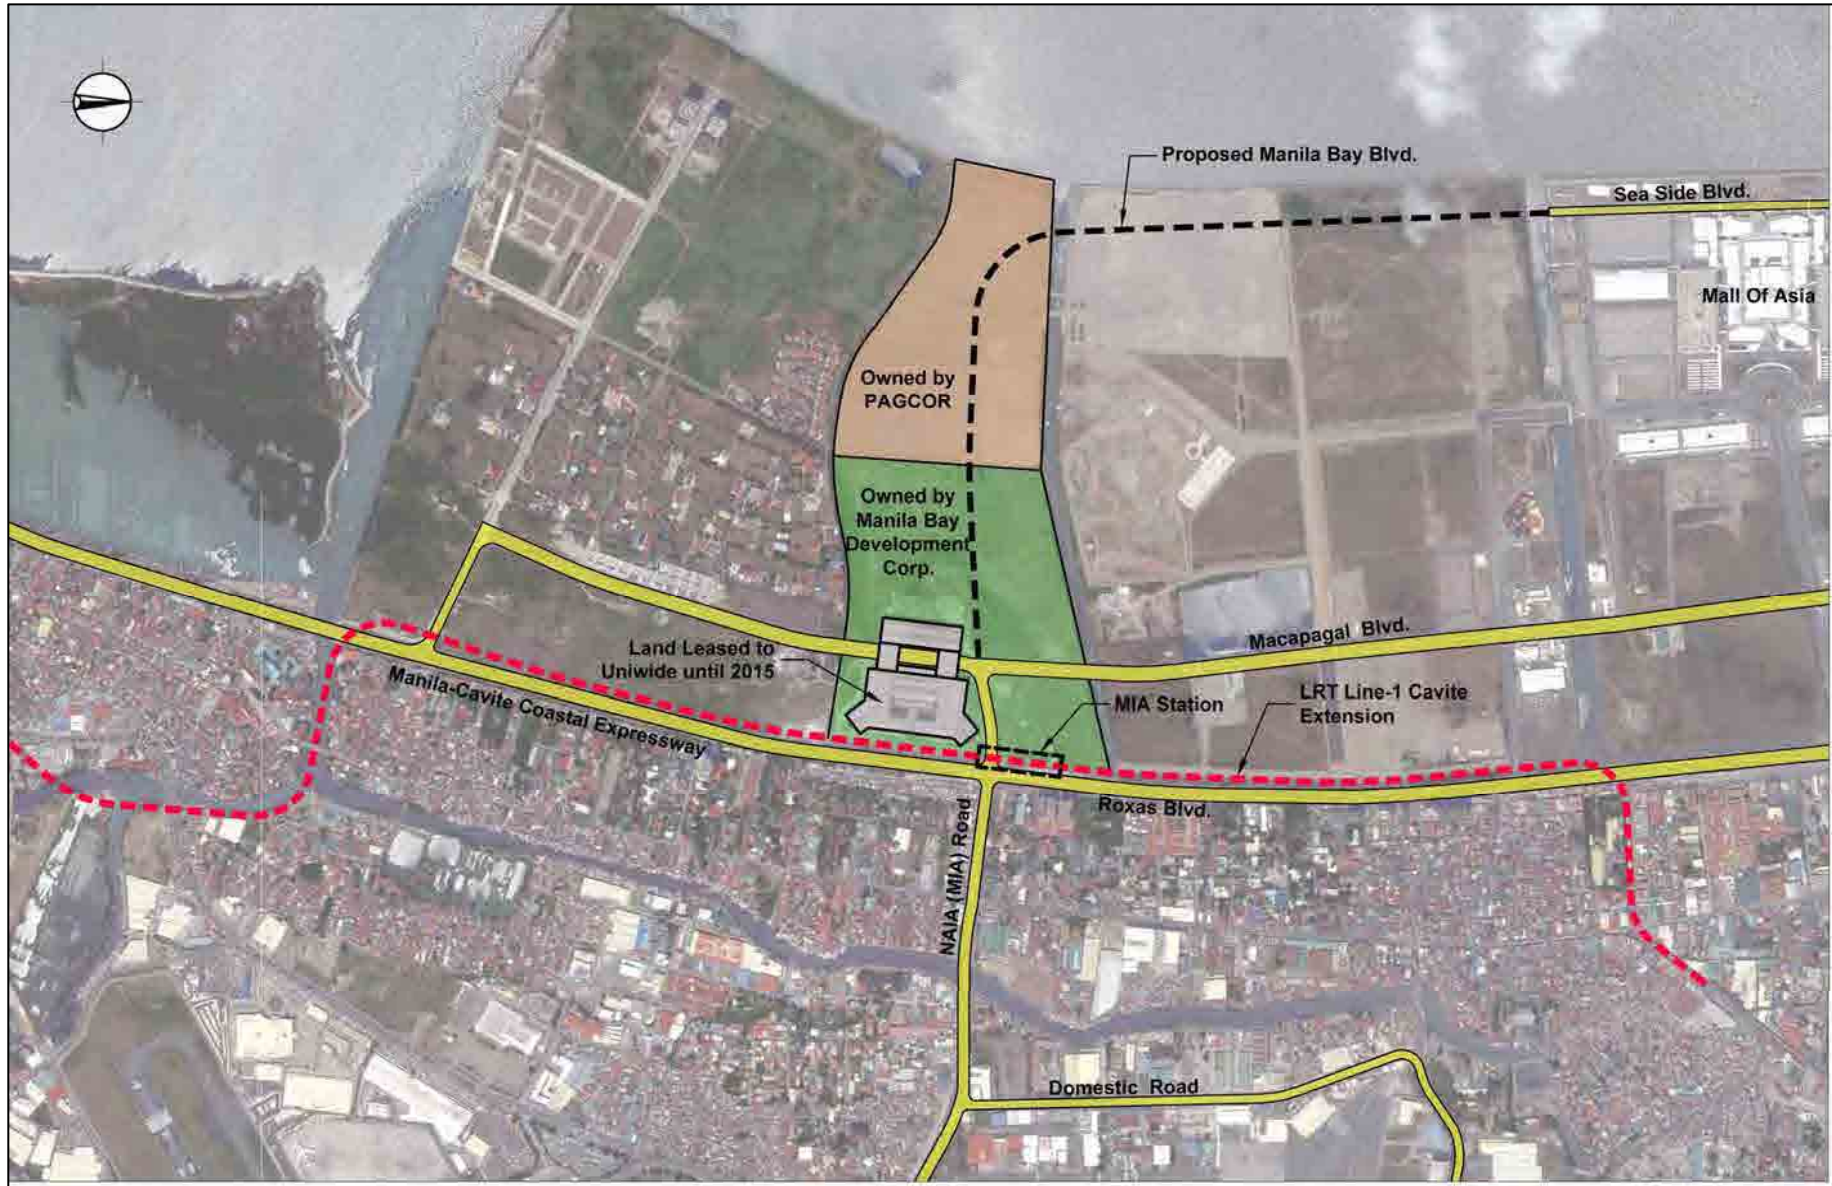 Proposed Manila Bay Blvd.
Sea Side Blvd.
Mall Of Asia
Owned by
PAGCOR
Owned by
Manila Bay
Development
Corp.
Macapagal Blvd.
Land Leased to
Uniwide until 2015
MIA Station
LRT Line-1 Cavite
Extension
Manila-Cavite Coastal Expressway
Roxas Blvd.
NAIA (MIA) Road
Domestic Road